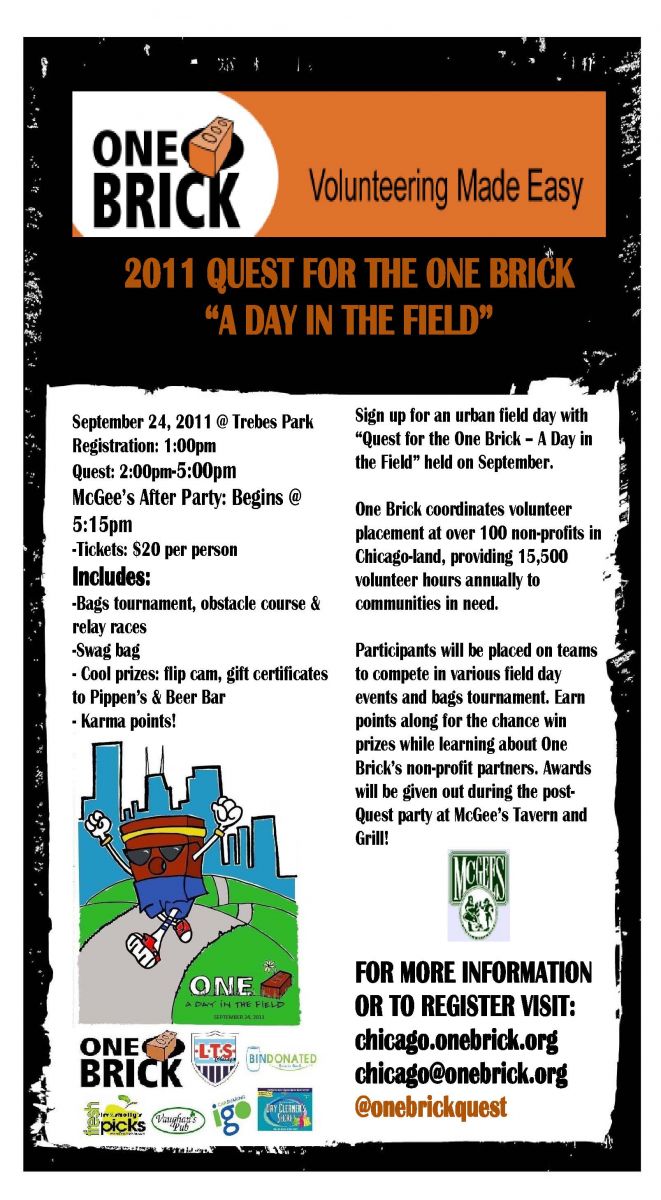 ONE
BRICK
Volunteering Made Easy
2011 QUEST FOR THE ONE BRICK
“A DAY IN THE FIELD”
September 24, 2011 @ Trebes Park
Registration: 1:00pm
Quest: 2:00pm-5:00pm
McGee’s After Party: Begins @
5:15pm
-Tickets: $20 per person
Includes:
-Bags tournament, obstacle course &
relay races
-Swag bag
- Cool prizes: flip cam, gift certificates
to Pippen’s & Beer Bar
- Karma points!
O.N.E.
A DAY IN THE FIELD
SEPTEMBER 24, 2011
ONE
BRICK
LTS
BINDONATED
fresh
picks
Vaughan's
Pub
igo
DRY CLEANER'S
SECRET
Sign up for an urban field day with
“Quest for the One Brick – A Day in
the Field” held on September.
One Brick coordinates volunteer
placement at over 100 non-profits in
Chicago-land, providing 15,500
volunteer hours annually to
communities in need.
Participants will be placed on teams
to compete in various field day
events and bags tournament. Earn
points along for the chance win
prizes while learning about One
Brick’s non-profit partners. Awards
will be given out during the post-
Quest party at McGee’s Tavern and
Grill!
MCGEES
FOR MORE INFORMATION
OR TO REGISTER VISIT:
chicago.onebrick.org
chicago@onebrick.org
@onebrickquest